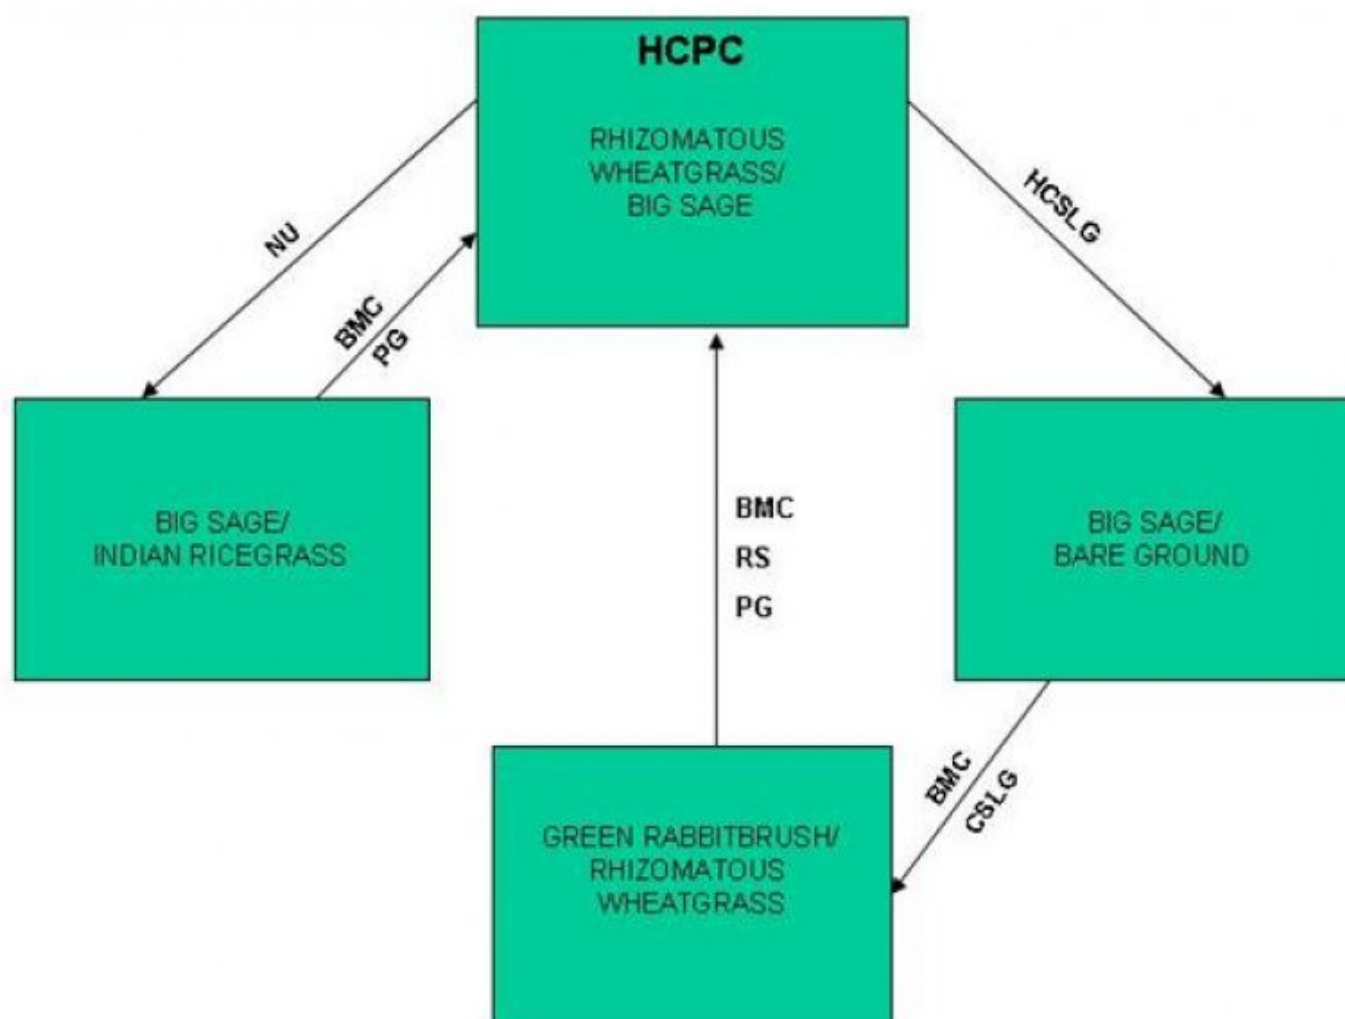 HCPC
RHIZOMATOUS
WHEATGRASS/
BIG SAGE
NU
BMC
PG
HCSLG
BIG SAGE/
INDIAN RICEGRASS
BMC
RS
PG
BIG SAGE/
BARE GROUND
BMC
CSLG
GREEN RABBITBRUSH/
RHIZOMATOUS
WHEATGRASS